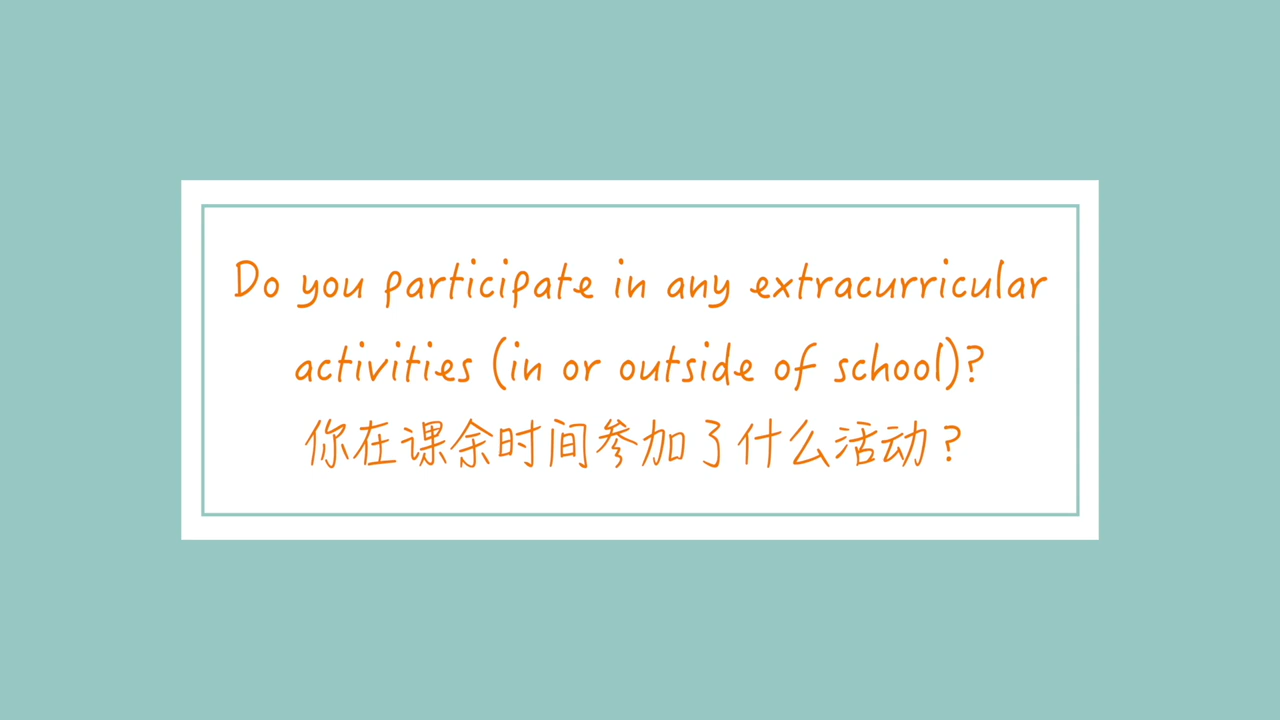 Do you participate in any extracurricular
activities (in or outside of school)?
你在课余时间参加了什么活动？